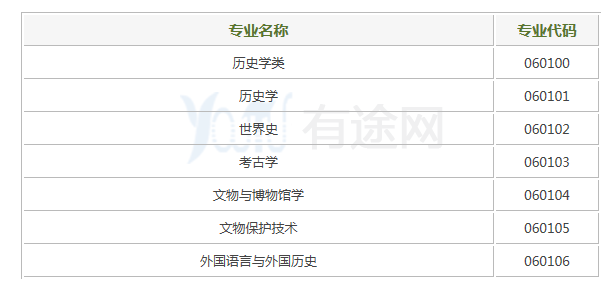 专业名称 专业代码
历史学类 060100
历史学 060101
世界史 060102
考古学 060103
文物与博物馆学 060104
文物保护技术 060105
外国语言与外国历史 060106
有途网